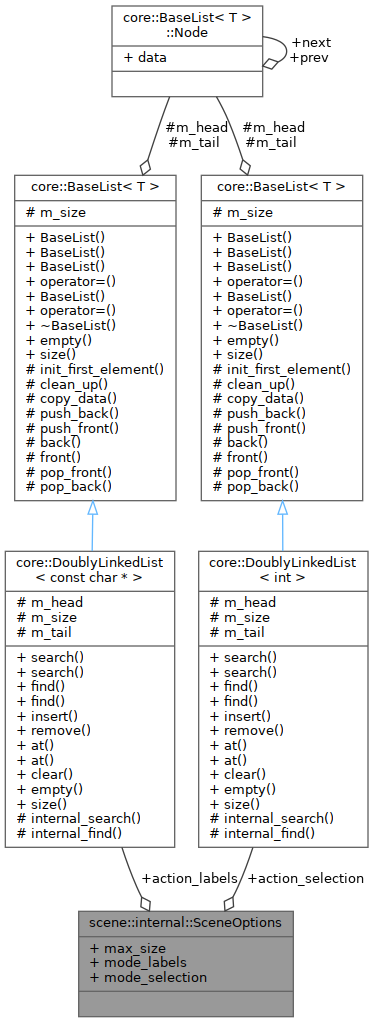 core::BaseList< T >
::Node
+ data
+next
+prev
#m_head
#m_tail
#m_head
#m_tail
core::BaseList< T >
# m_size
+ BaseList()
+ BaseList()
+ BaseList()
+ operator=()
+ BaseList()
+ operator=()
+ ~BaseList()
+ empty()
+ size()
# init_first_element()
# clean_up()
# copy_data()
# push_back()
# push_front()
# back()
# front()
# pop_front()
# pop_back()
core::BaseList< T >
# m_size
+ BaseList()
+ BaseList()
+ BaseList()
+ operator=()
+ BaseList()
+ operator=()
+ ~BaseList()
+ empty()
+ size()
# init_first_element()
# clean_up()
# copy_data()
# push_back()
# push_front()
# back()
# front()
# pop_front()
# pop_back()
core::DoublyLinkedList
< const char * >
# m_head
# m_size
# m_tail
+ search()
+ search()
+ find()
+ find()
+ insert()
+ remove()
+ at()
+ at()
+ clear()
+ empty()
+ size()
# internal_search()
# internal_find()
core::DoublyLinkedList
< int >
# m_head
# m_size
# m_tail
+ search()
+ search()
+ find()
+ find()
+ insert()
+ remove()
+ at()
+ at()
+ clear()
+ empty()
+ size()
# internal_search()
# internal_find()
+action_labels
+action_selection
scene::internal::SceneOptions
+ max_size
+ mode_labels
+ mode_selection